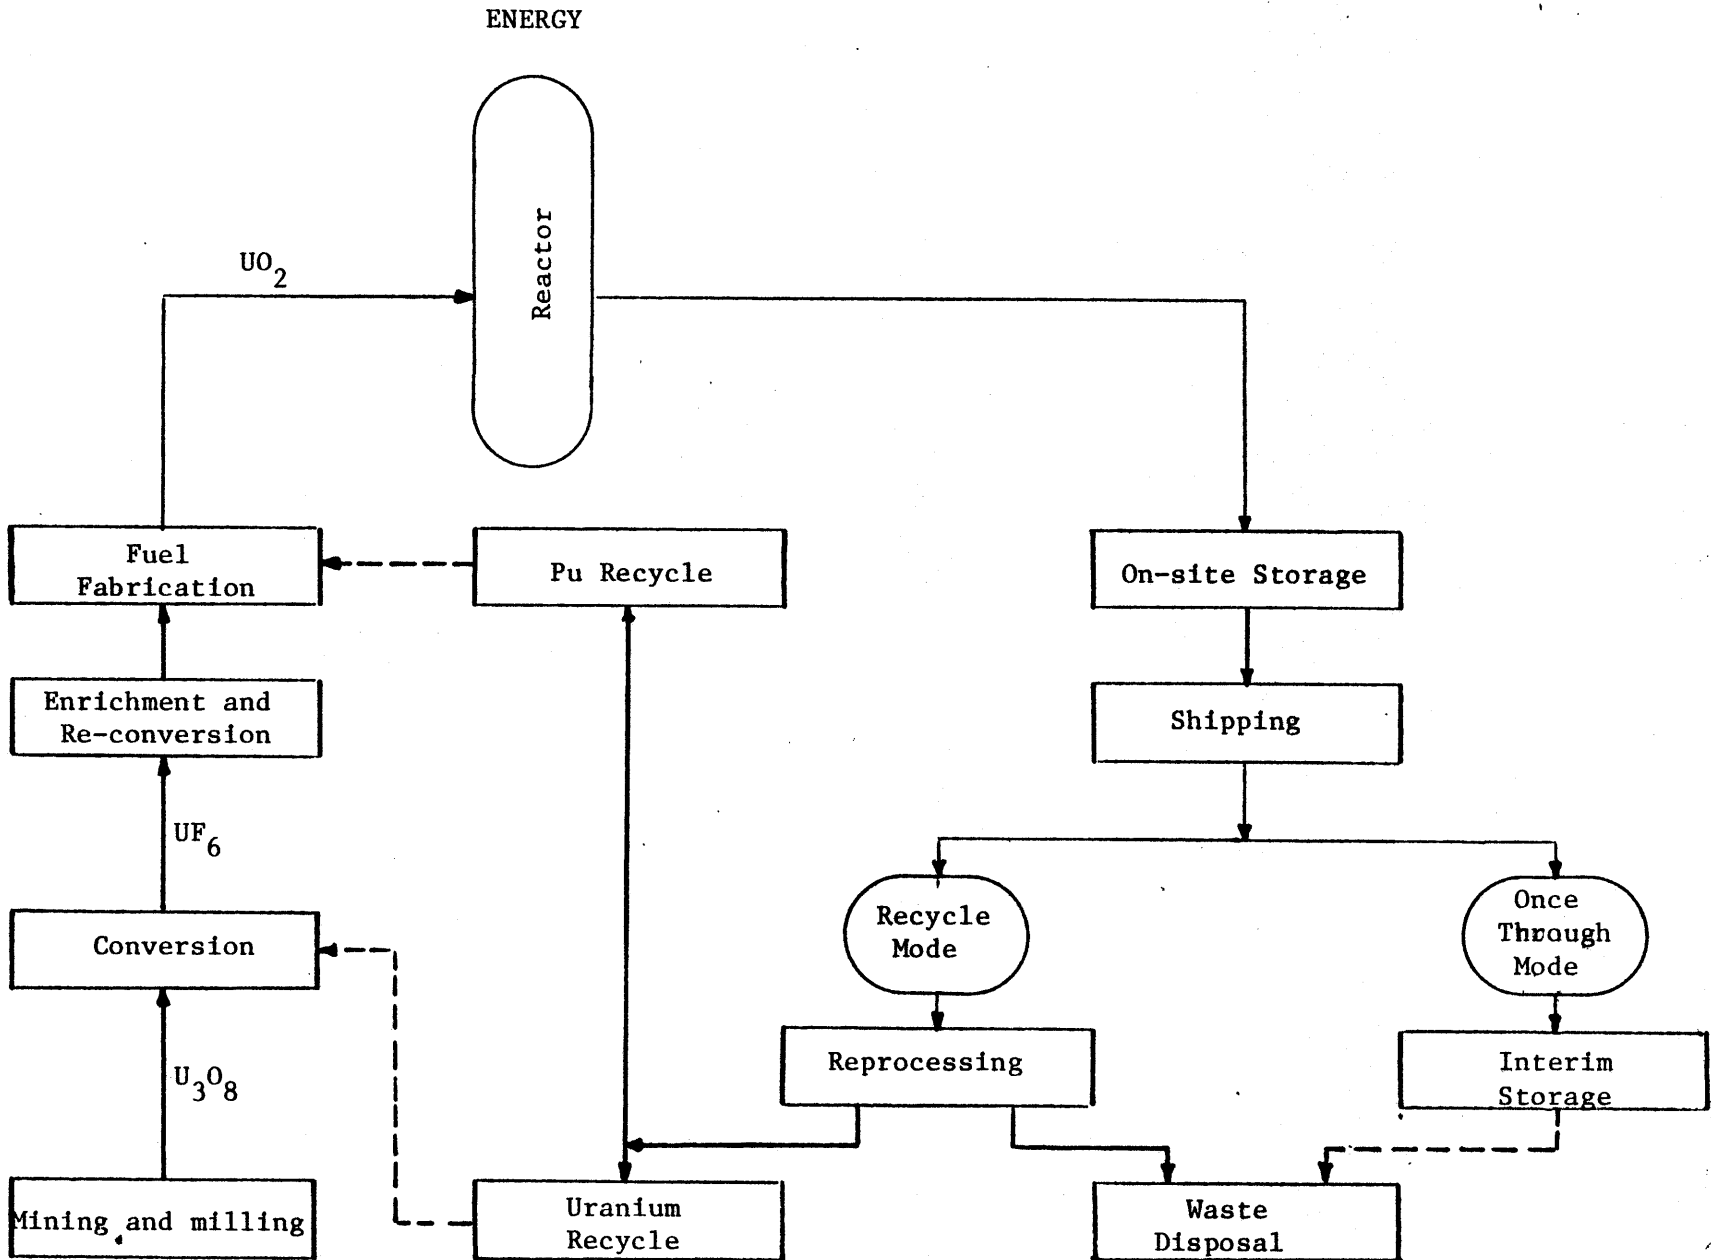 ENERGY
Reactor
UO2
Fuel
Fabrication
Pu Recycle
On-site Storage
Enrichment and
Re-conversion
Shipping
UF6
Recycle
Mode
Once
Through
Mode
Conversion
Reprocessing
Interim
Storage
U3O8
Mining and milling
Uranium
Recycle
Waste
Disposal